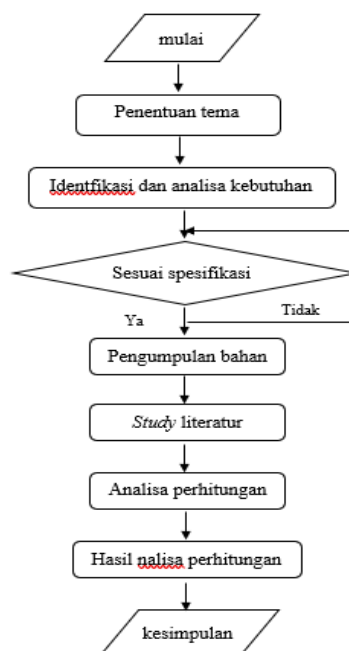 mulai
Penentuan tema
Identfikasi dan analisa kebutuhan
Sesuai spesifikasi
Ya
Tidak
Pengumpulan bahan
Study literatur
Analisa perhitungan
Hasil nalisa perhitungan
kesimpulan